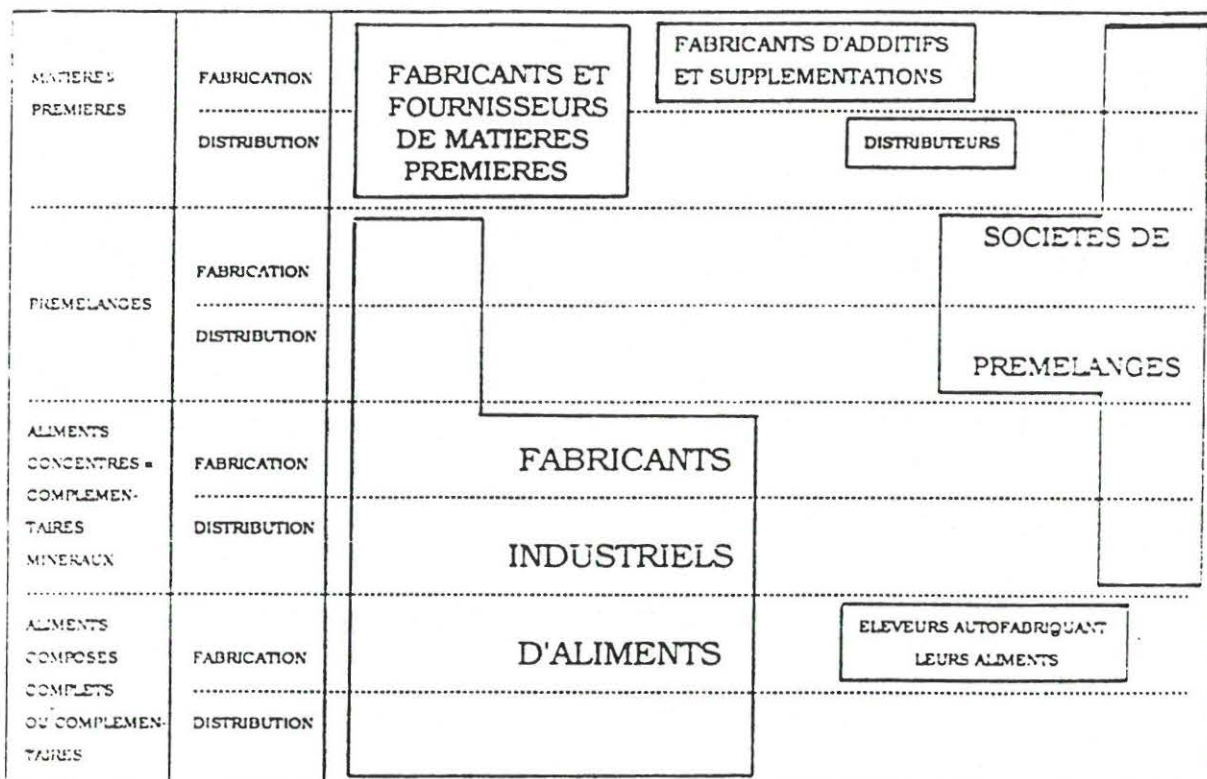 MATIERES
PREMIERES
FABRICATION
DISTRIBUTION
FABRICANTS ET
FOURNISSEURS
DE MATIERES
PREMIERES
FABRICANTS D'ADDITIFS
ET SUPPLEMENTATIONS
DISTRIBUTEURS
PREMELANGES
FABRICATION
DISTRIBUTION
SOCIETES DE
PREMELANGES
ALIMENTS
CONCENTRES =
COMPLEMEN-
TAIRES
MINERAUX
FABRICATION
DISTRIBUTION
FABRICANTS
INDUSTRIELS
D'ALIMENTS
ALIMENTS
COMPOSES
COMPLETS
OU COMPLEMEN-
TAIRES
FABRICATION
DISTRIBUTION
ELEVEURS AUTOFABRIQUANT
LEURS ALIMENTS